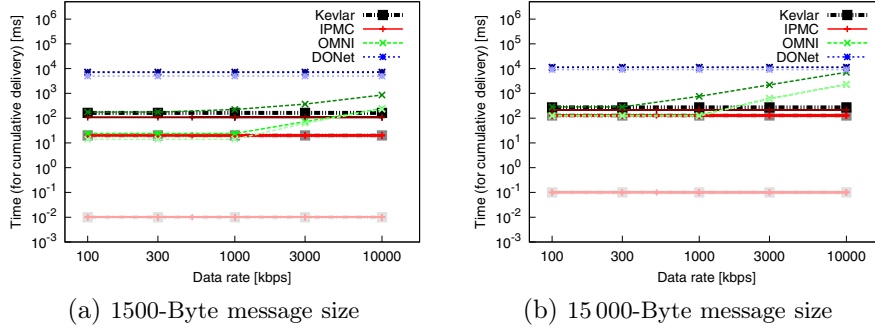 Time (for cumulative delivery) [ms]
10^6
10^5
10^4
10^3
10^2
10^1
10^0
10^-1
10^-2
10^-3
Kevlar
IPMC
OMNI
DONet
100 300 1000 3000 10000
Data rate [kbps]
(a) 1500-Byte message size
Time (for cumulative delivery) [ms]
10^6
10^5
10^4
10^3
10^2
10^1
10^0
10^-1
10^-2
10^-3
Kevlar
IPMC
OMNI
DONet
100 300 1000 3000 10000
Data rate [kbps]
(b) 15 000-Byte message size